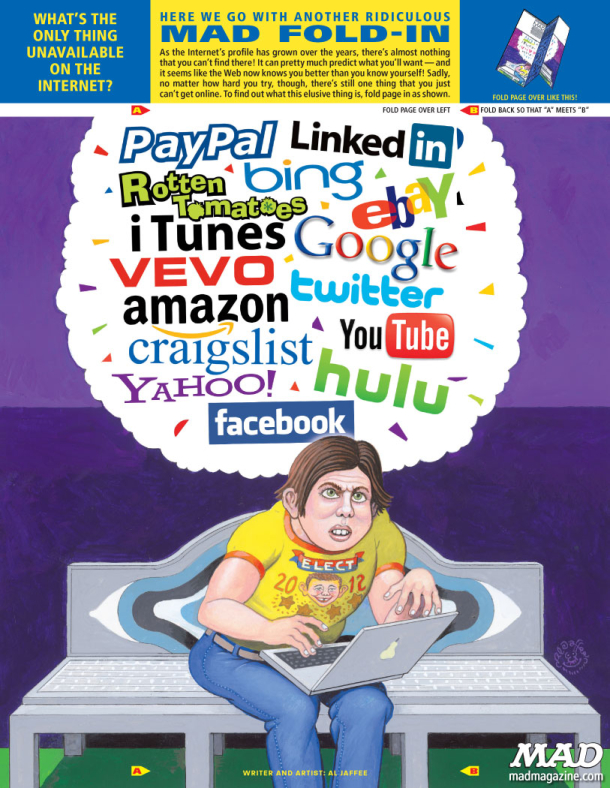 WHAT'S THE
ONLY THING
UNAVAILABLE
ON THE
INTERNET?
HERE WE GO WITH ANOTHER RIDICULOUS
MAD FOLD-IN
As the Internet's profile has grown over the years, there's almost nothing
that you can't find there! It can pretty much predict what you'll want — and
it seems like the Web now knows you better than you know yourself! Sadly,
no matter how hard you try, though, there's still one thing that you just
can't get online. To find out what this elusive thing is, fold page in as shown.
FOLD PAGE OVER LIKE THIS!
A
FOLD PAGE OVER LEFT
B FOLD BACK SO THAT "A" MEETS "B"
PayPal Linked in
Rotten
Tomatoes
bing
ebay
iTunes Google
VEVO twitter
amazon
You Tube
craigslist
YAHOO! hulu
facebook
ELECT
2012
A
WRITER AND ARTIST: AL JAFFEE
B
MAD
madmagazine.com